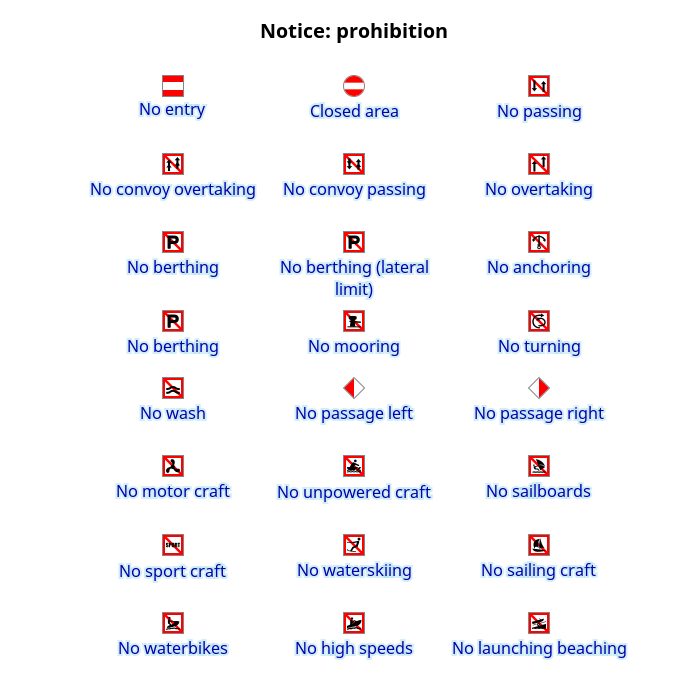 Notice: prohibition
No entry
Closed area
No passing
No convoy overtaking
No convoy passing
No overtaking
P
P
No berthing
No berthing (lateral
limit)
No anchoring
P
No berthing
No mooring
No turning
No wash
No passage left
No passage right
No motor craft
No unpowered craft
No sailboards
SPORT
No sport craft
No waterskiing
No sailing craft
No waterbikes
No high speeds
No launching beaching